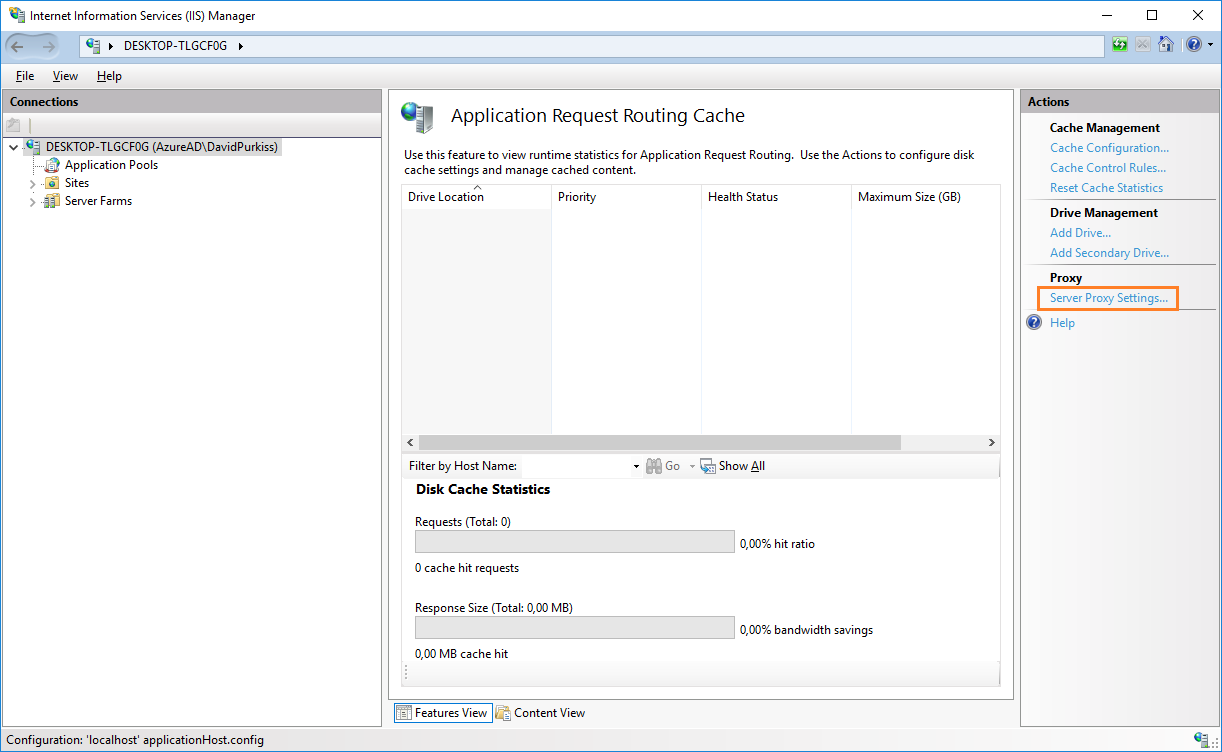 Internet Information Services (IIS) Manager
DESKTOP-TLGCF0G
File View Help
Connections
DESKTOP-TLGCF0G (AzureAD\DavidPurkiss)
Application Pools
Sites
Server Farms
Application Request Routing Cache
Use this feature to view runtime statistics for Application Request Routing. Use the Actions to configure disk
cache settings and manage cached content.
Drive Location Priority Health Status Maximum Size (GB)
Filter by Host Name: Go Show All
Disk Cache Statistics
Requests (Total: 0)
0,00% hit ratio
0 cache hit requests
Response Size (Total: 0,00 MB)
0,00% bandwidth savings
0,00 MB cache hit
Features View Content View
Actions
Cache Management
Cache Configuration...
Cache Control Rules...
Reset Cache Statistics
Drive Management
Add Drive...
Add Secondary Drive...
Proxy
Server Proxy Settings...
Help
Configuration: 'localhost' applicationHost.config